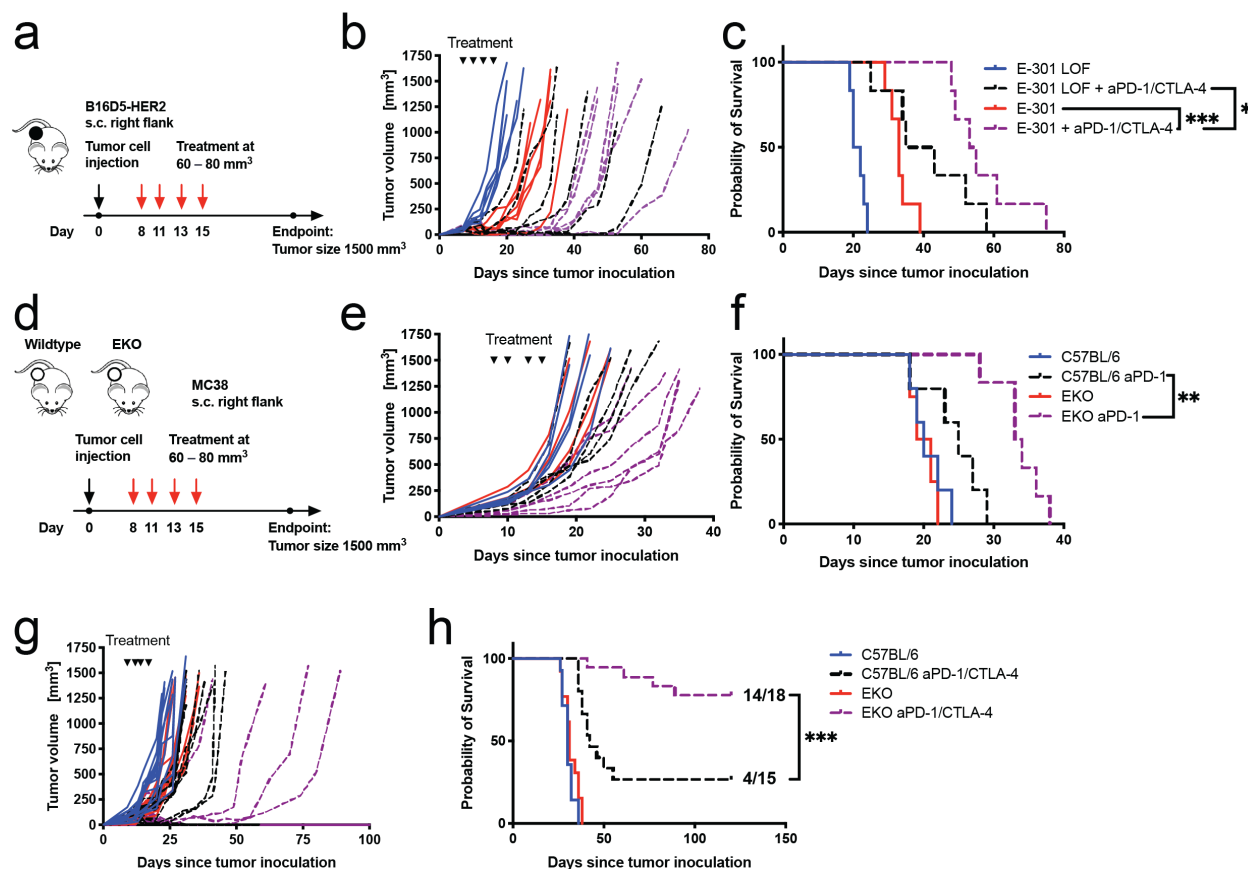 a
B16D5-HER2
s.c. right flank
Tumor cell
injection
Treatment at
60 – 80 mm3
Day
0
8
11
13
15
Endpoint:
Tumor size 1500 mm3
b
Treatment
1750
1500
1250
1000
750
500
250
0
Tumor volume [mm3]
0
20
40
60
80
Days since tumor inoculation
c
100
50
0
Probability of Survival
0
20
40
60
80
Days since tumor inoculation
E-301 LOF
E-301 LOF + aPD-1/CTLA-4
E-301
E-301 + aPD-1/CTLA-4
***
*
d
Wildtype
EKO
MC38
s.c. right flank
Tumor cell
injection
Treatment at
60 – 80 mm3
Day
0
8
11
13
15
Endpoint:
Tumor size 1500 mm3
e
Treatment
1750
1500
1250
1000
750
500
250
0
Tumor volume [mm3]
0
10
20
30
40
Days since tumor inoculation
f
100
50
0
Probability of Survival
0
10
20
30
40
Days since tumor inoculation
C57BL/6
C57BL/6 aPD-1
EKO
EKO aPD-1
**
g
Treatment
1750
1500
1250
1000
750
500
250
0
Tumor volume [mm3]
0
25
50
75
100
Days since tumor inoculation
h
100
50
0
Probability of Survival
0
50
100
150
Days since tumor inoculation
14/18
4/15
***
C57BL/6
C57BL/6 aPD-1/CTLA-4
EKO
EKO aPD-1/CTLA-4